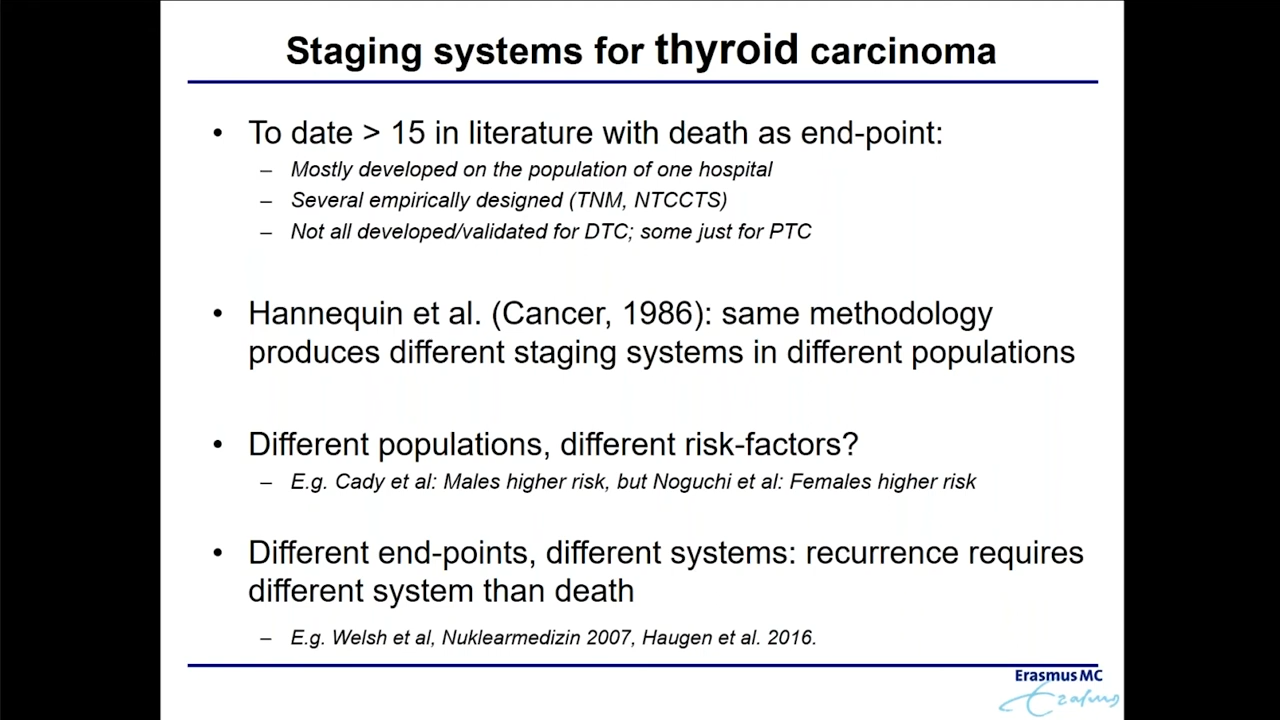 Staging systems for thyroid carcinoma
• To date > 15 in literature with death as end-point:
– Mostly developed on the population of one hospital
– Several empirically designed (TNM, NTCCTS)
– Not all developed/validated for DTC; some just for PTC
• Hannequin et al. (Cancer, 1986): same methodology
produces different staging systems in different populations
• Different populations, different risk-factors?
– E.g. Cady et al: Males higher risk, but Noguchi et al: Females higher risk
• Different end-points, different systems: recurrence requires
different system than death
– E.g. Welsh et al, Nuklearmedizin 2007, Haugen et al. 2016.
Erasmus MC
Erasmus